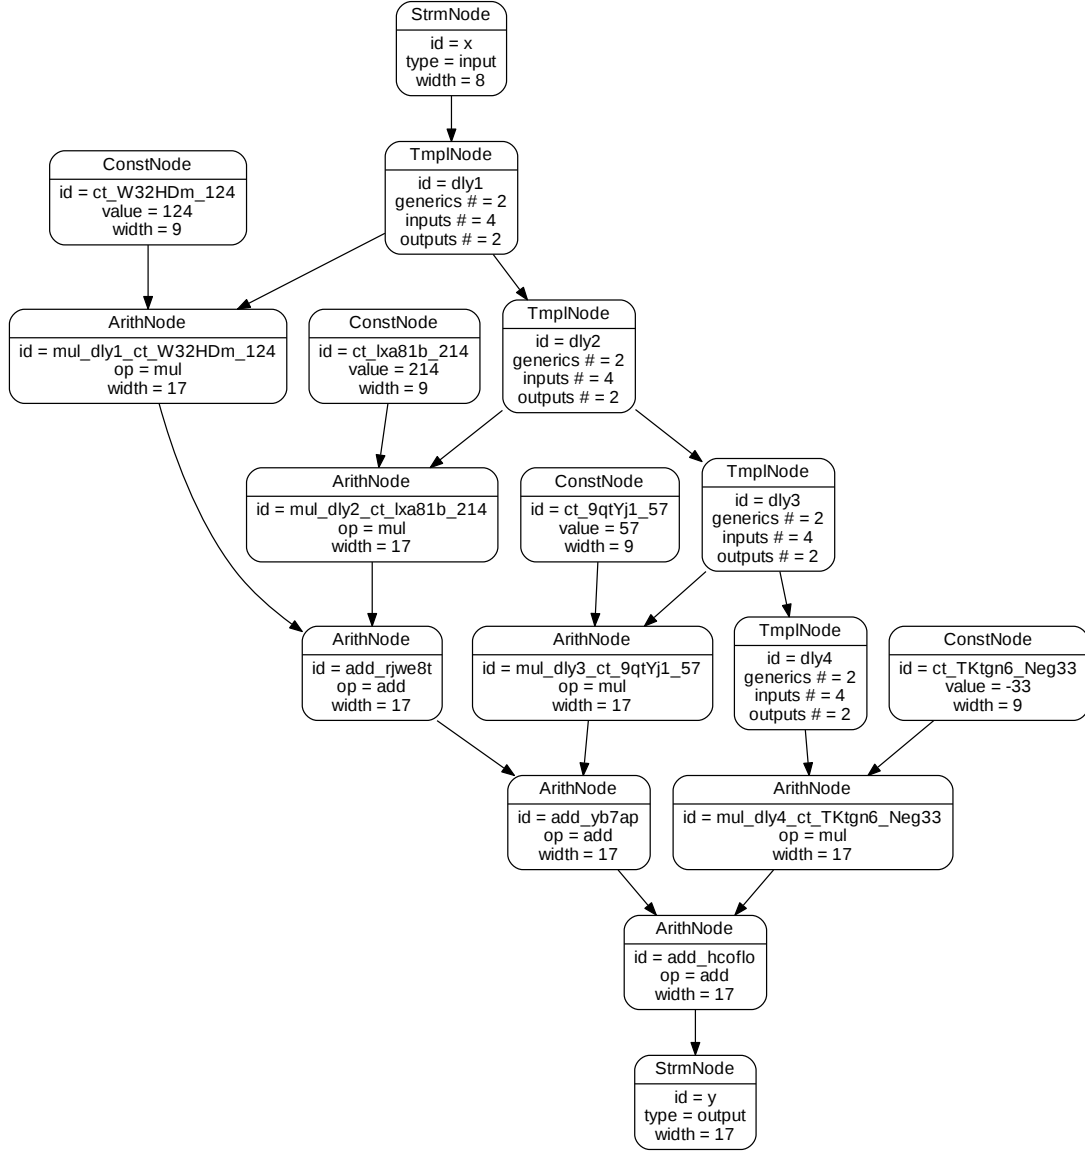 StrmNode
id = x
type = input
width = 8
TmplNode
id = dly1
generics # = 2
inputs # = 4
outputs # = 2
ConstNode
id = ct_W32HDm_124
value = 124
width = 9
TmplNode
id = dly2
generics # = 2
inputs # = 4
outputs # = 2
ArithNode
id = mul_dly1_ct_W32HDm_124
op = mul
width = 17
ConstNode
id = ct_lxa81b_214
value = 214
width = 9
TmplNode
id = dly3
generics # = 2
inputs # = 4
outputs # = 2
ArithNode
id = mul_dly2_ct_lxa81b_214
op = mul
width = 17
ConstNode
id = ct_9qtYj1_57
value = 57
width = 9
TmplNode
id = dly4
generics # = 2
inputs # = 4
outputs # = 2
ArithNode
id = add_rjwe8t
op = add
width = 17
ArithNode
id = mul_dly3_ct_9qtYj1_57
op = mul
width = 17
ConstNode
id = ct_TKtgn6_Neg33
value = -33
width = 9
ArithNode
id = add_yb7ap
op = add
width = 17
ArithNode
id = mul_dly4_ct_TKtgn6_Neg33
op = mul
width = 17
ArithNode
id = add_hcoflo
op = add
width = 17
StrmNode
id = y
type = output
width = 17